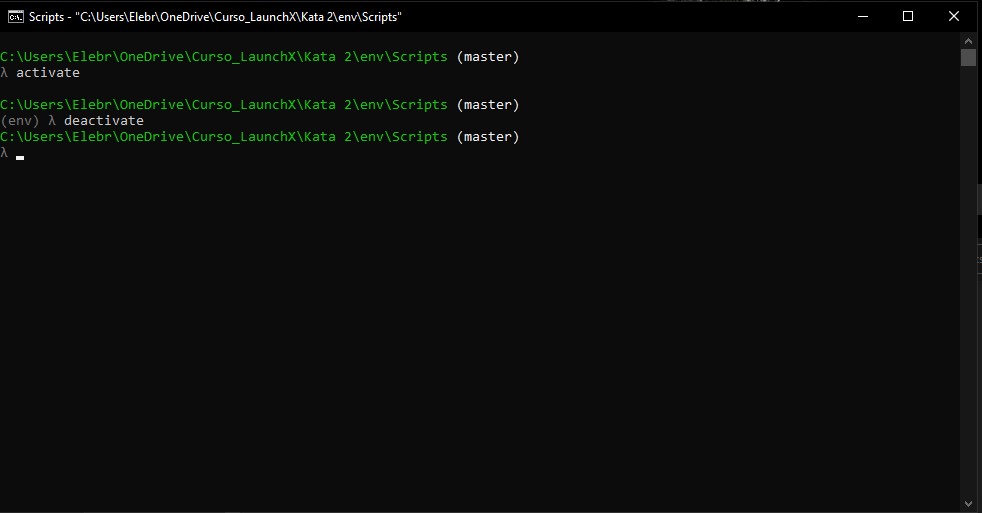 Scripts - "C:\Users\Elebr\OneDrive\Curso_LaunchX\Kata 2\env\Scripts"
C:\Users\Elebr\OneDrive\Curso_LaunchX\Kata 2\env\Scripts (master)
λ activate
C:\Users\Elebr\OneDrive\Curso_LaunchX\Kata 2\env\Scripts (master)
(env) λ deactivate
C:\Users\Elebr\OneDrive\Curso_LaunchX\Kata 2\env\Scripts (master)
λ